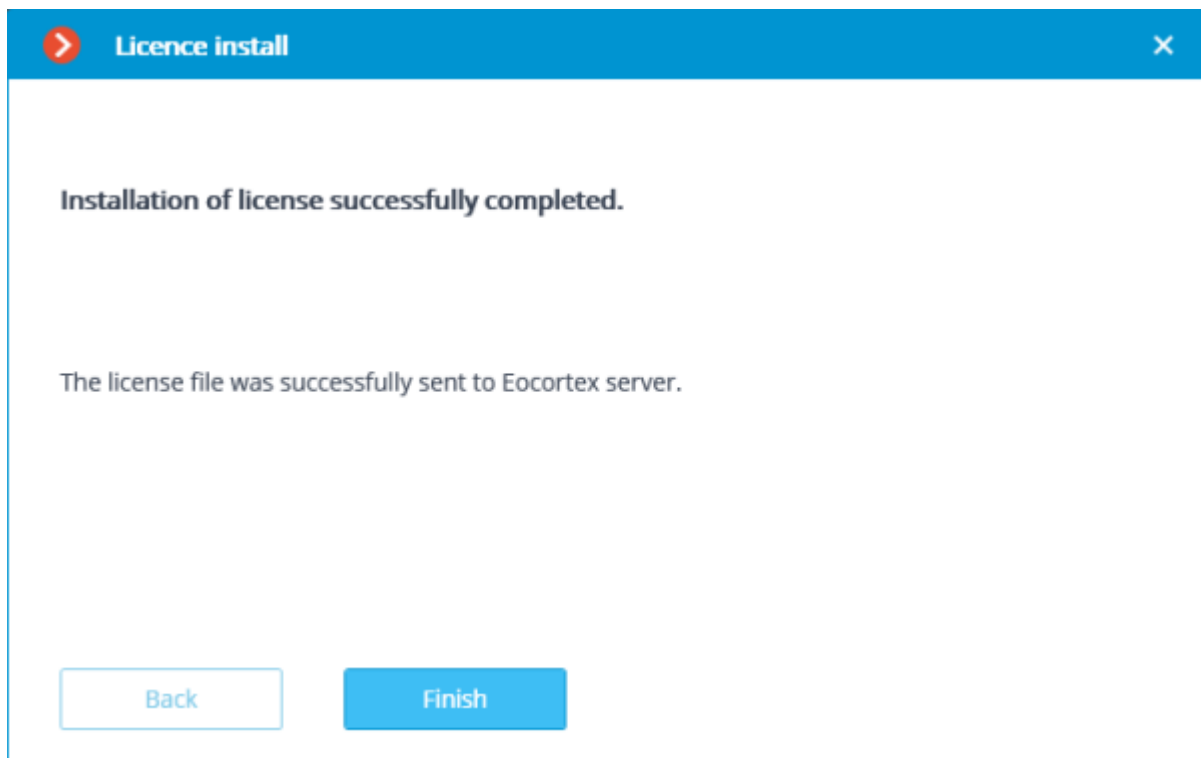 Licence install
Installation of license successfully completed.
The license file was successfully sent to Eocortex server.
Back
Finish